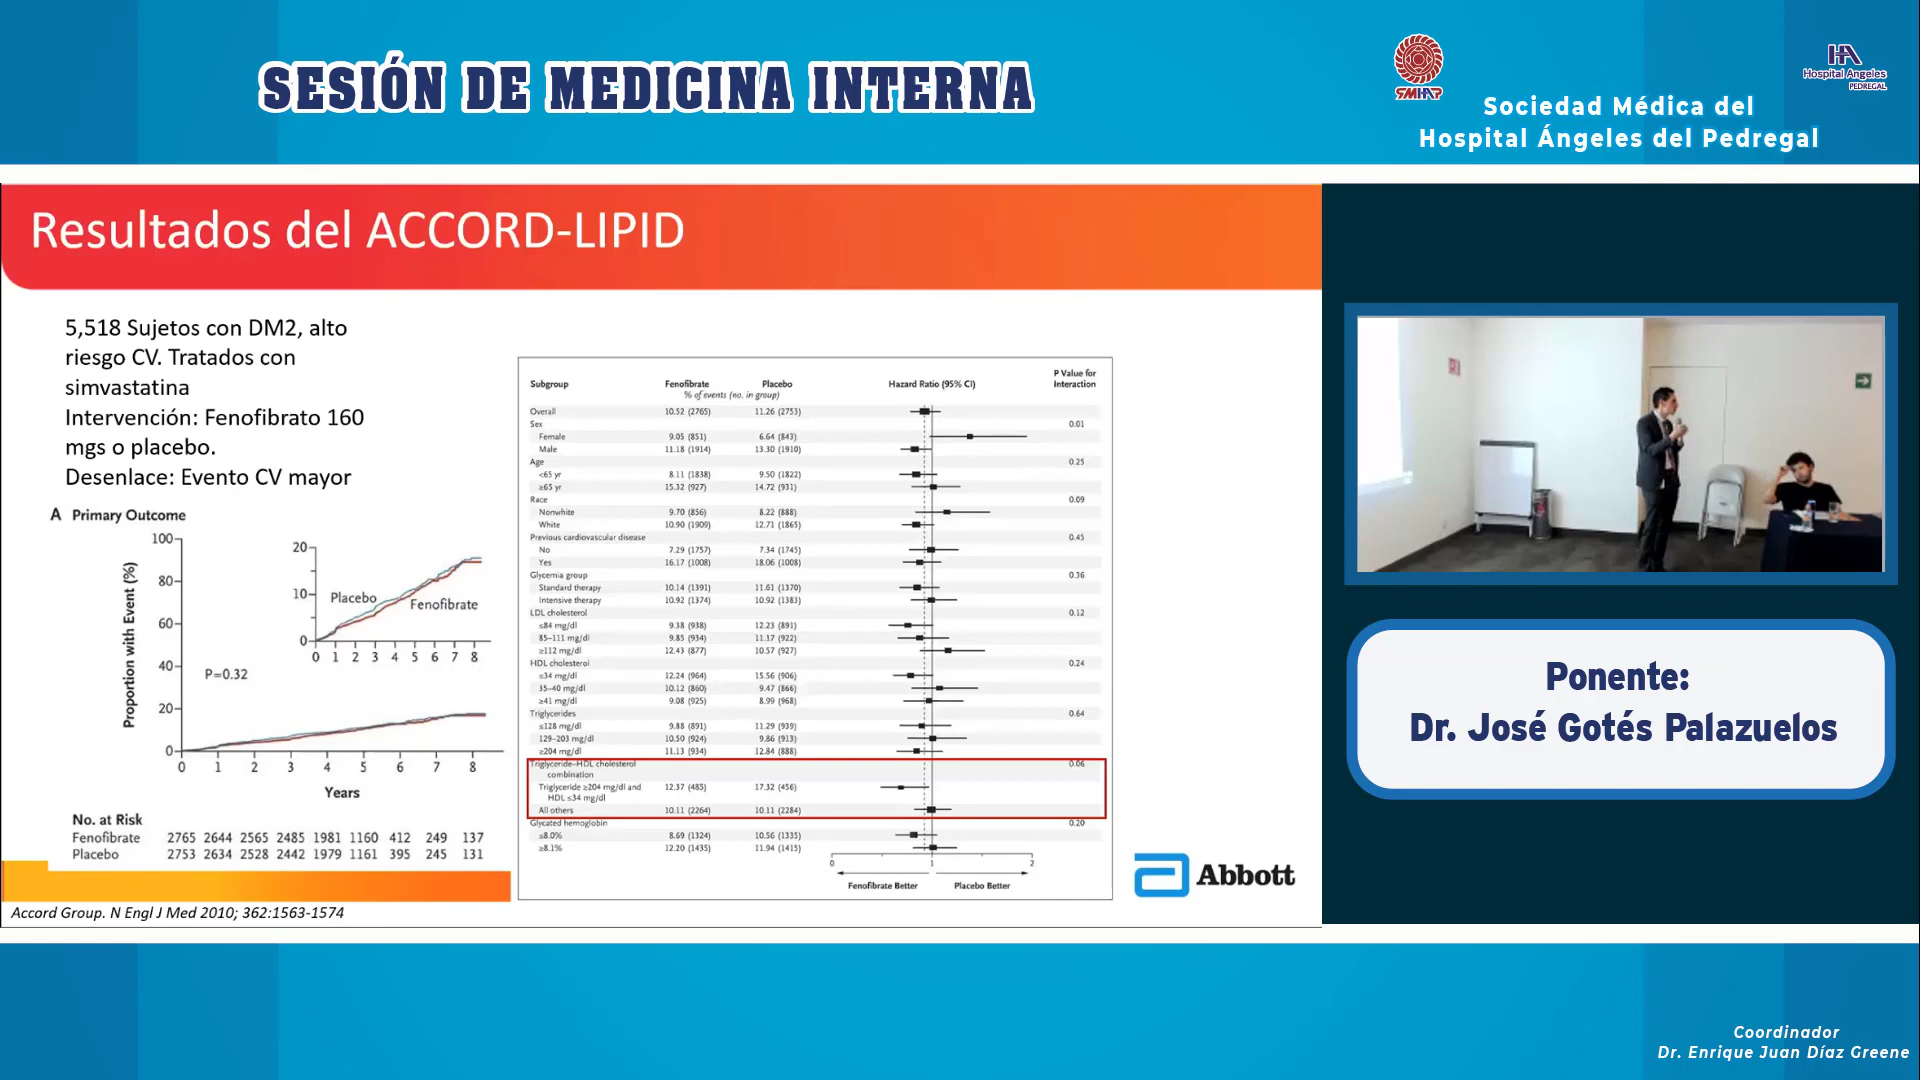 SESIÓN DE MEDICINA INTERNA
SMHAP
HA
Hospital Angeles
PEDREGAL
Sociedad Médica del
Hospital Ángeles del Pedregal
Resultados del ACCORD-LIPID
5,518 Sujetos con DM2, alto
riesgo CV. Tratados con
simvastatina
Intervención: Fenofibrato 160
mgs o placebo.
Desenlace: Evento CV mayor
A Primary Outcome
Proportion with Event (%)
100
80
60
40
20
0
20
10
0
Placebo
Fenofibrate
0 1 2 3 4 5 6 7 8
P=0.32
0 1 2 3 4 5 6 7 8
Years
No. at Risk
Fenofibrate 2765 2644 2565 2485 1981 1160 412 249 137
Placebo 2753 2634 2528 2442 1979 1161 395 245 131
Accord Group. N Engl J Med 2010; 362:1563-1574
Subgroup Fenofibrate Placebo Hazard Ratio (95% CI) P Value for Interaction
% of events (no. in group)
Overall 10.52 (2765) 11.26 (2753)
Sex 0.01
Female 9.05 (851) 6.64 (843)
Male 11.18 (1914) 13.30 (1910)
Age 0.25
<65 yr 8.11 (1838) 9.50 (1822)
≥65 yr 15.32 (927) 14.72 (931)
Race 0.09
Nonwhite 9.70 (856) 8.22 (888)
White 10.90 (1909) 12.71 (1865)
Previous cardiovascular disease 0.45
No 7.29 (1757) 7.34 (1745)
Yes 16.17 (1008) 18.06 (1008)
Glycemia group 0.36
Standard therapy 10.14 (1391) 11.61 (1370)
Intensive therapy 10.92 (1374) 10.92 (1383)
LDL cholesterol 0.12
≤84 mg/dl 9.38 (938) 12.23 (891)
85–111 mg/dl 9.85 (934) 11.17 (922)
≥112 mg/dl 12.43 (877) 10.57 (927)
HDL cholesterol 0.24
≤34 mg/dl 12.24 (964) 15.56 (906)
35–40 mg/dl 10.12 (860) 9.47 (866)
≥41 mg/dl 9.08 (925) 8.99 (968)
Triglycerides 0.64
≤128 mg/dl 9.88 (891) 11.29 (939)
129–203 mg/dl 10.50 (924) 9.86 (913)
≥204 mg/dl 11.13 (934) 12.84 (888)
Triglyceride–HDL cholesterol 0.06
combination
Triglyceride ≥204 mg/dl and 12.37 (485) 17.32 (456)
HDL ≤34 mg/dl
All others 10.11 (2264) 10.11 (2284)
Glycated hemoglobin 0.20
≤8.0% 8.69 (1324) 10.56 (1335)
≥8.1% 12.20 (1435) 11.94 (1415)
0 1 2
Fenofibrate Better Placebo Better
Abbott
Ponente:
Dr. José Gotés Palazuelos
Coordinador
Dr. Enrique Juan Díaz Greene